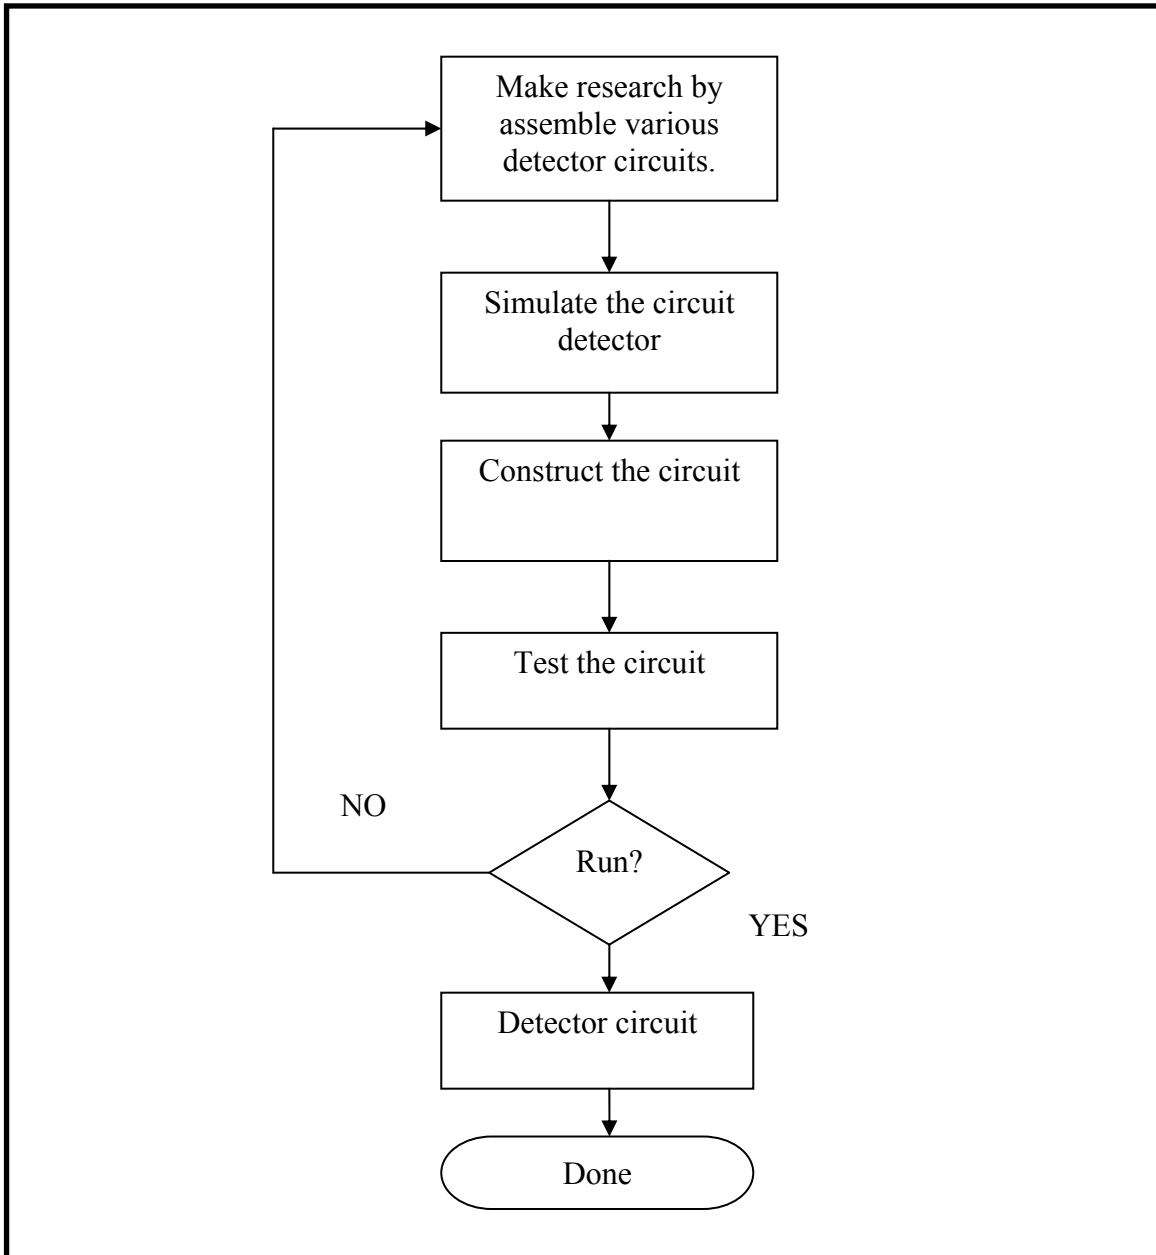 Make research by
assemble various
detector circuits.
Simulate the circuit
detector
Construct the circuit
Test the circuit
NO
Run?
YES
Detector circuit
Done